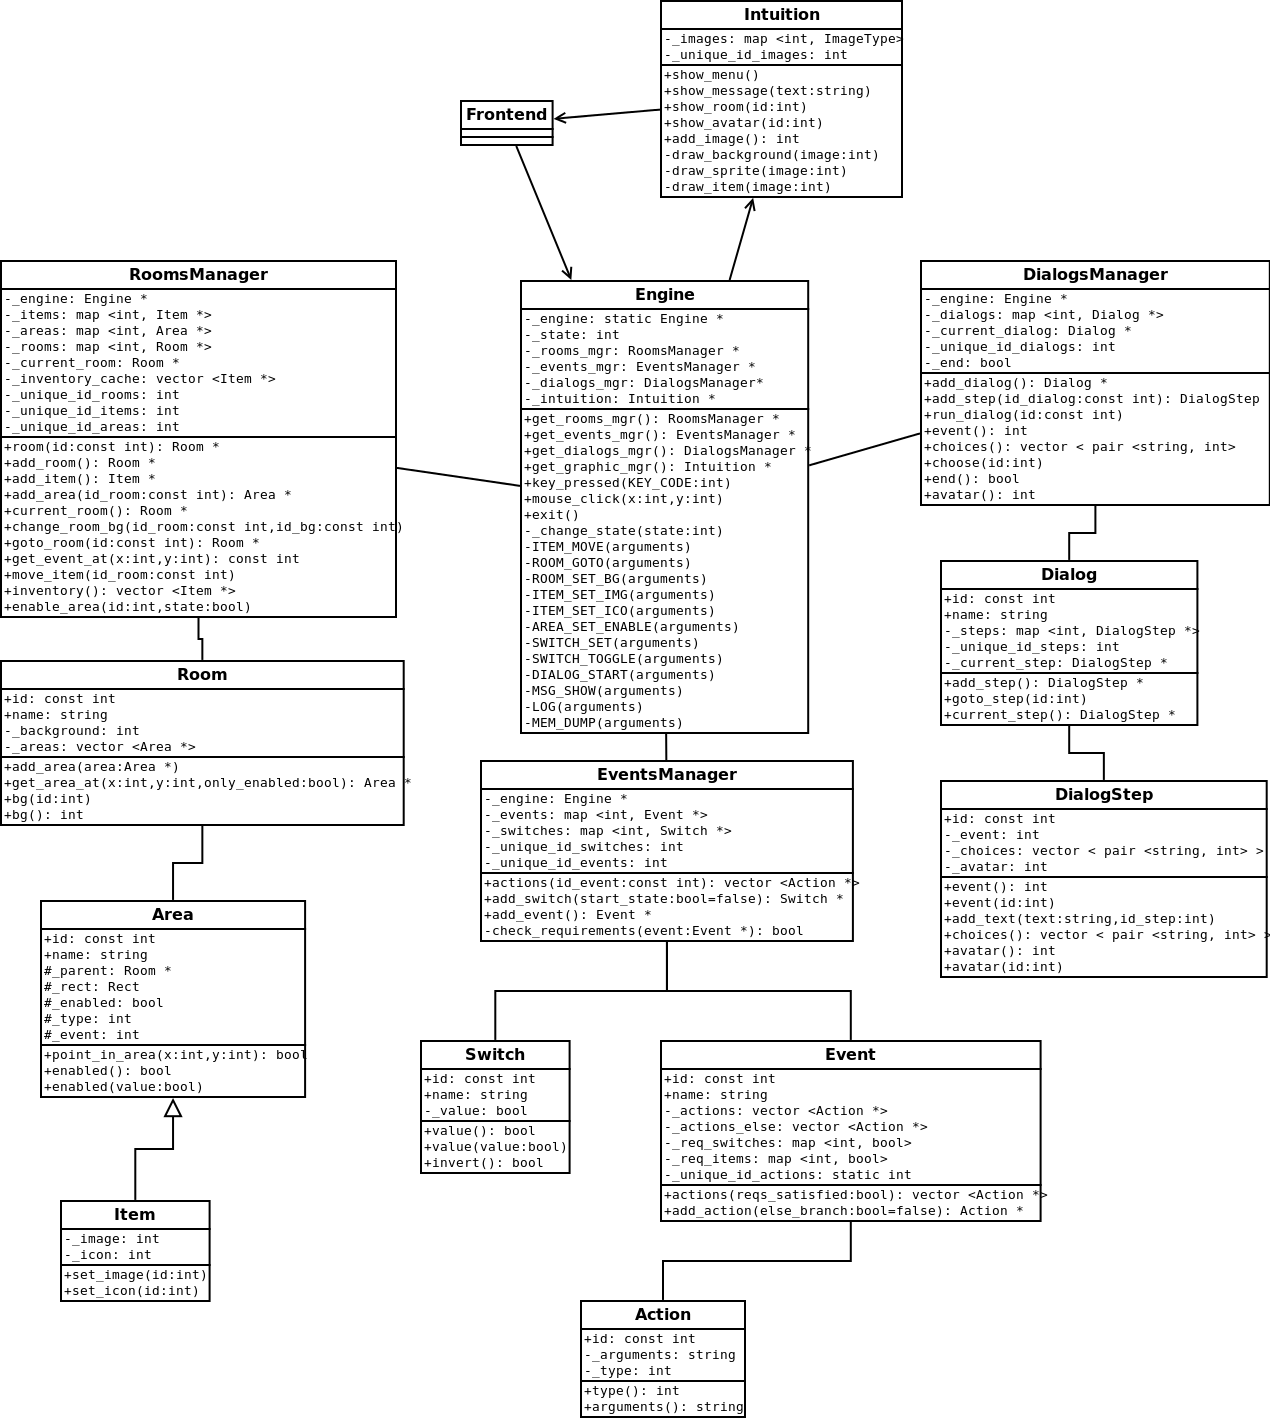 Intuition
-_images: map <int, ImageType>
-_unique_id_images: int
+show_menu()
+show_message(text:string)
+show_room(id:int)
+show_avatar(id:int)
+add_image(): int
-draw_background(image:int)
-draw_sprite(image:int)
-draw_item(image:int)
Frontend
RoomsManager
-_engine: Engine *
-_items: map <int, Item *>
-_areas: map <int, Area *>
-_rooms: map <int, Room *>
-_current_room: Room *
-_inventory_cache: vector <Item *>
-_unique_id_rooms: int
-_unique_id_items: int
-_unique_id_areas: int
+room(id:const int): Room *
+add_room(): Room *
+add_item(): Item *
+add_area(id_room:const int): Area *
+current_room(): Room *
+change_room_bg(id_room:const int,id_bg:const int)
+goto_room(id:const int): Room *
+get_event_at(x:int,y:int): const int
+move_item(id_room:const int)
+inventory(): vector <Item *>
+enable_area(id:int,state:bool)
Engine
-_engine: static Engine *
-_state: int
-_rooms_mgr: RoomsManager *
-_events_mgr: EventsManager *
-_dialogs_mgr: DialogsManager*
-_intuition: Intuition *
+get_rooms_mgr(): RoomsManager *
+get_events_mgr(): EventsManager *
+get_dialogs_mgr(): DialogsManager *
+get_graphic_mgr(): Intuition *
+key_pressed(KEY_CODE:int)
+mouse_click(x:int,y:int)
+exit()
-_change_state(state:int)
-ITEM_MOVE(arguments)
-ROOM_GOTO(arguments)
-ROOM_SET_BG(arguments)
-ITEM_SET_IMG(arguments)
-ITEM_SET_ICO(arguments)
-AREA_SET_ENABLE(arguments)
-SWITCH_SET(arguments)
-SWITCH_TOGGLE(arguments)
-DIALOG_START(arguments)
-MSG_SHOW(arguments)
-LOG(arguments)
-MEM_DUMP(arguments)
DialogsManager
-_engine: Engine *
-_dialogs: map <int, Dialog *>
-_current_dialog: Dialog *
-_unique_id_dialogs: int
-_end: bool
+add_dialog(): Dialog *
+add_step(id_dialog:const int): DialogStep
+run_dialog(id:const int)
+event(): int
+choices(): vector < pair <string, int>
+choose(id:int)
+end(): bool
+avatar(): int
Dialog
+id: const int
+name: string
-_steps: map <int, DialogStep *>
-_unique_id_steps: int
-_current_step: DialogStep *
+add_step(): DialogStep *
+goto_step(id:int)
+current_step(): DialogStep *
Room
+id: const int
+name: string
-_background: int
-_areas: vector <Area *>
+add_area(area:Area *)
+get_area_at(x:int,y:int,only_enabled:bool): Area *
+bg(id:int)
+bg(): int
EventsManager
-_engine: Engine *
-_events: map <int, Event *>
-_switches: map <int, Switch *>
-_unique_id_switches: int
-_unique_id_events: int
+actions(id_event:const int): vector <Action *>
+add_switch(start_state:bool=false): Switch *
+add_event(): Event *
-check_requirements(event:Event *): bool
DialogStep
+id: const int
-_event: int
-_choices: vector < pair <string, int> >
-_avatar: int
+event(): int
+event(id:int)
+add_text(text:string,id_step:int)
+choices(): vector < pair <string, int> >
+avatar(): int
+avatar(id:int)
Area
+id: const int
+name: string
#_parent: Room *
#_rect: Rect
#_enabled: bool
#_type: int
#_event: int
+point_in_area(x:int,y:int): bool
+enabled(): bool
+enabled(value:bool)
Switch
+id: const int
+name: string
-_value: bool
+value(): bool
+value(value:bool)
+invert(): bool
Event
+id: const int
+name: string
-_actions: vector <Action *>
-_actions_else: vector <Action *>
-_req_switches: map <int, bool>
-_req_items: map <int, bool>
-_unique_id_actions: static int
+actions(reqs_satisfied:bool): vector <Action *>
+add_action(else_branch:bool=false): Action *
Item
-_image: int
-_icon: int
+set_image(id:int)
+set_icon(id:int)
Action
+id: const int
-_arguments: string
-_type: int
+type(): int
+arguments(): string